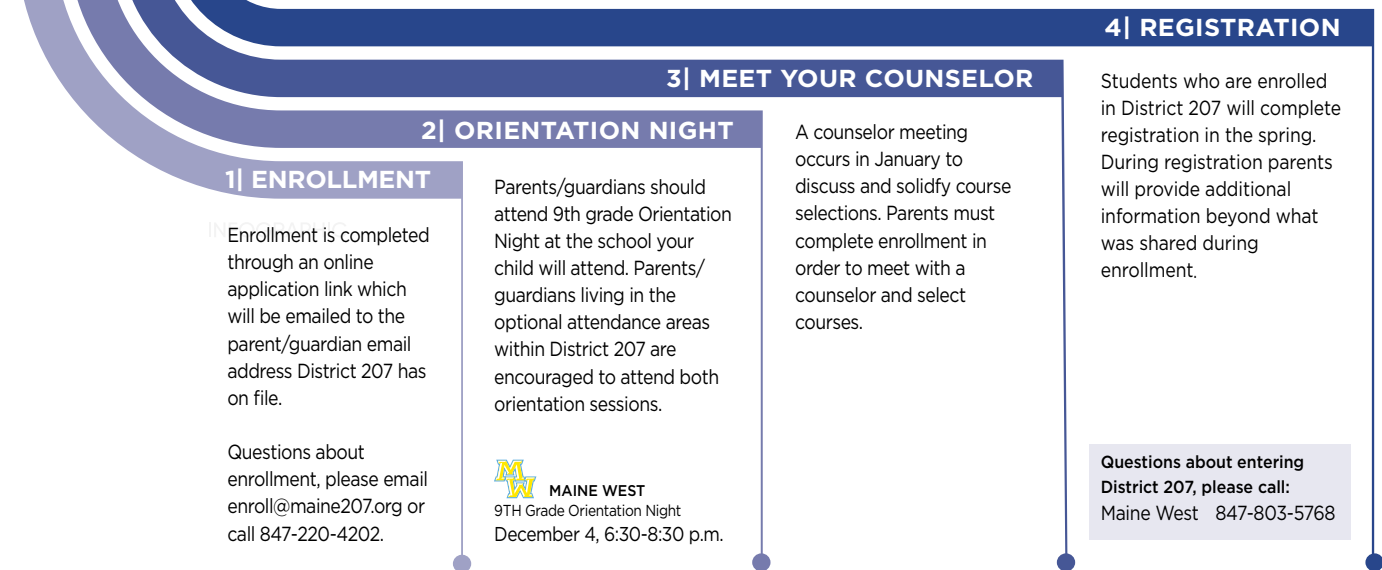 4| REGISTRATION
3| MEET YOUR COUNSELOR
2| ORIENTATION NIGHT
1| ENROLLMENT
Enrollment is completed
through an online
application link which
will be emailed to the
parent/guardian email
address District 207 has
on file.
Questions about
enrollment, please email
enroll@maine207.org or
call 847-220-4202.
Parents/guardians should
attend 9th grade Orientation
Night at the school your
child will attend. Parents/
guardians living in the
optional attendance areas
within District 207 are
encouraged to attend both
orientation sessions.
MW
MAINE WEST
9TH Grade Orientation Night
December 4, 6:30-8:30 p.m.
A counselor meeting
occurs in January to
discuss and solidfy course
selections. Parents must
complete enrollment in
order to meet with a
counselor and select
courses.
Students who are enrolled
in District 207 will complete
registration in the spring.
During registration parents
will provide additional
information beyond what
was shared during
enrollment.
Questions about entering
District 207, please call:
Maine West 847-803-5768